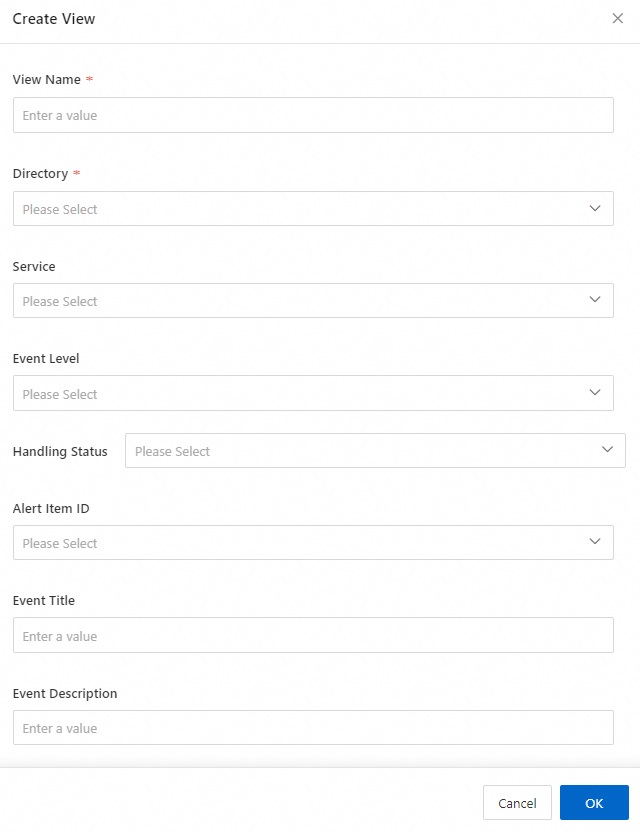 Create View
View Name *
Enter a value
Directory *
Please Select
Service
Please Select
Event Level
Please Select
Handling Status Please Select
Alert Item ID
Please Select
Event Title
Enter a value
Event Description
Enter a value
Cancel OK